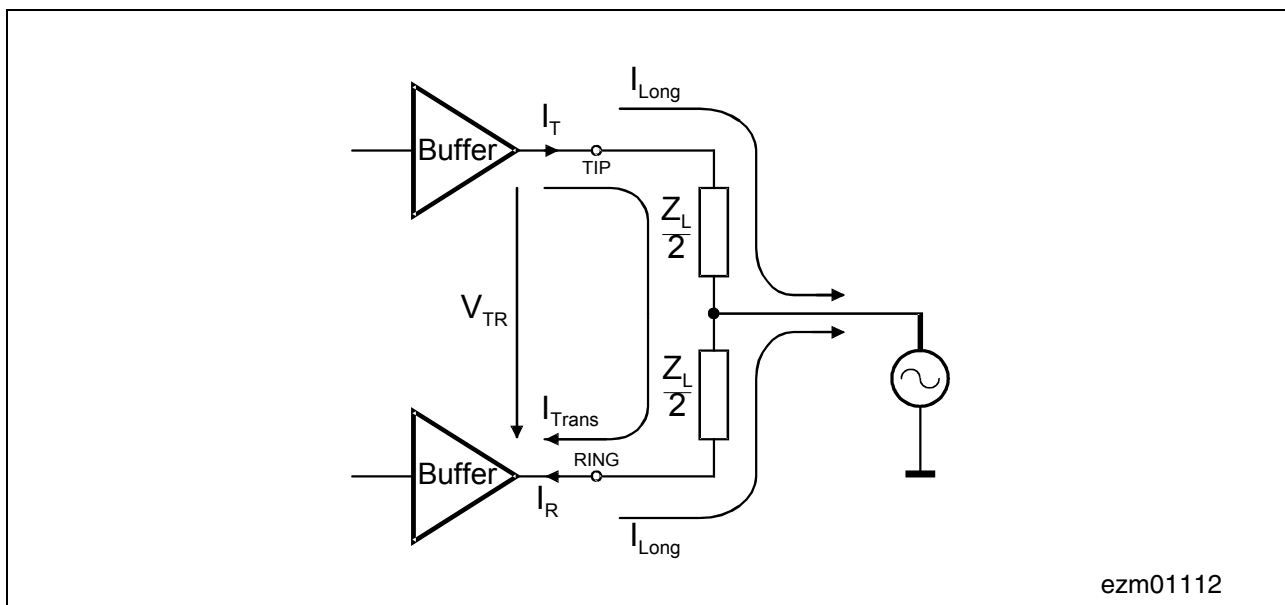 I_Long
I_T
Buffer
TIP
Z_L
2
V_TR
Z_L
2
I_Trans
RING
Buffer
I_R
I_Long
ezm01112